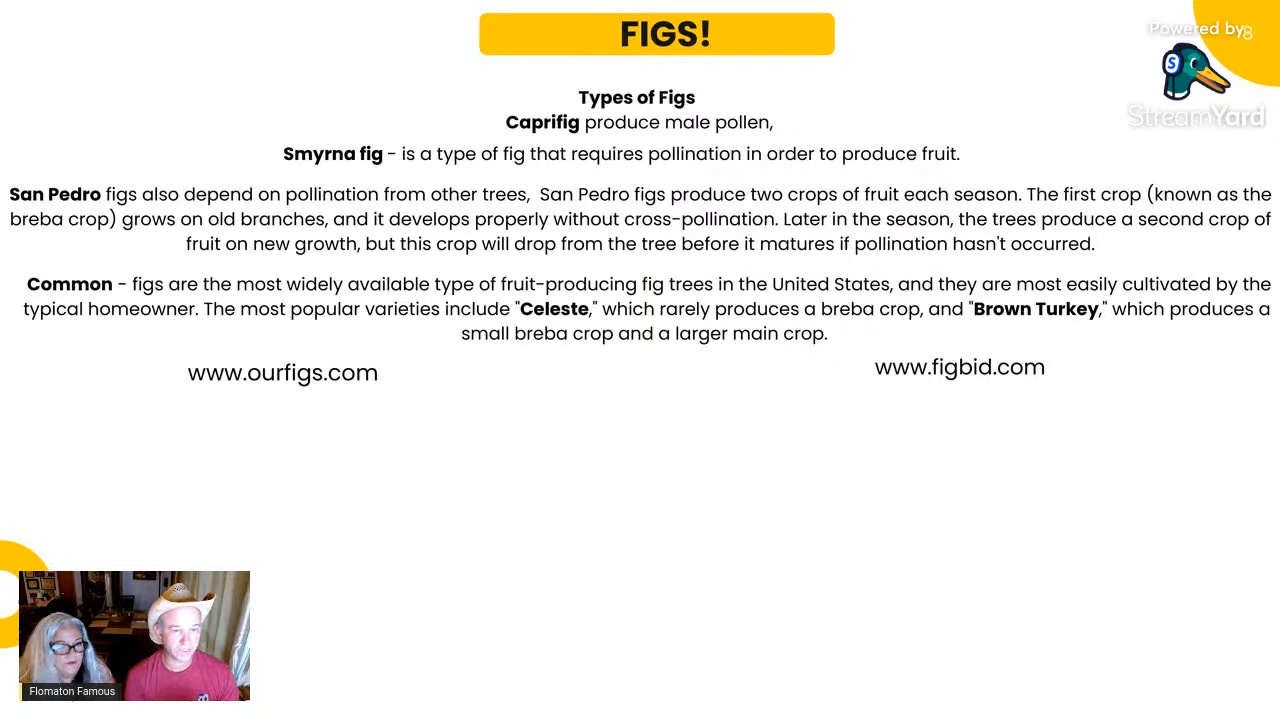 FIGS!
Powered by
8
StreamYard
S
Types of Figs
Caprifig produce male pollen,
Smyrna fig - is a type of fig that requires pollination in order to produce fruit.
San Pedro figs also depend on pollination from other trees,  San Pedro figs produce two crops of fruit each season. The first crop (known as the
breba crop) grows on old branches, and it develops properly without cross-pollination. Later in the season, the trees produce a second crop of
fruit on new growth, but this crop will drop from the tree before it matures if pollination hasn't occurred.
Common - figs are the most widely available type of fruit-producing fig trees in the United States, and they are most easily cultivated by the
typical homeowner. The most popular varieties include "Celeste," which rarely produces a breba crop, and "Brown Turkey," which produces a
small breba crop and a larger main crop.
www.ourfigs.com
www.figbid.com
Flomaton Famous